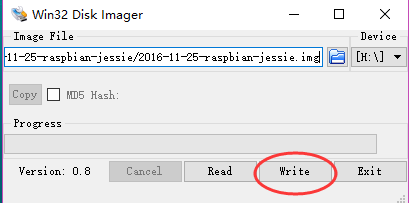 Win32 Disk Imager
Image File
Device
-11-25-raspbian-jessie/2016-11-25-raspbian-jessie.img
[H:\]
Copy
MD5 Hash:
Progress
Version: 0.8
Cancel
Read
Write
Exit